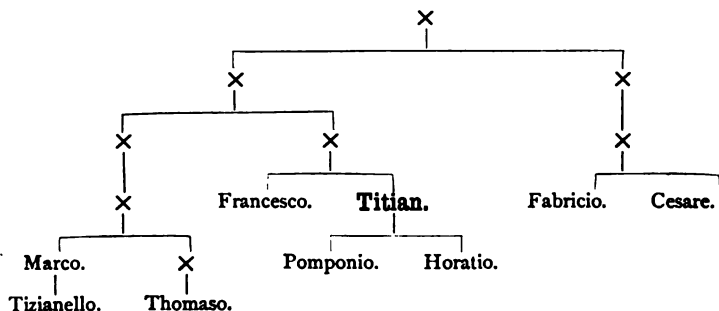 Francesco. Titian. Fabricio. Cesare.
Marco. Pomponio. Horatio.
Tizianello. Thomaso.